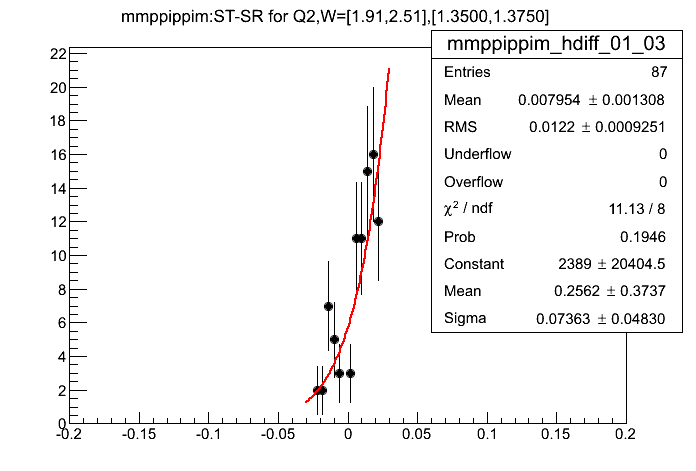 mmppippim:ST-SR for Q2,W=[1.91,2.51],[1.3500,1.3750]
mmppippim_hdiff_01_03
Entries 87
Mean 0.007954 ± 0.001308
RMS 0.0122 ± 0.0009251
Underflow 0
Overflow 0
χ² / ndf 11.13 / 8
Prob 0.1946
Constant 2389 ± 20404.5
Mean 0.2562 ± 0.3737
Sigma 0.07363 ± 0.04830
22
20
18
16
14
12
10
8
6
4
2
0
-0.2 -0.15 -0.1 -0.05 0 0.05 0.1 0.15 0.2